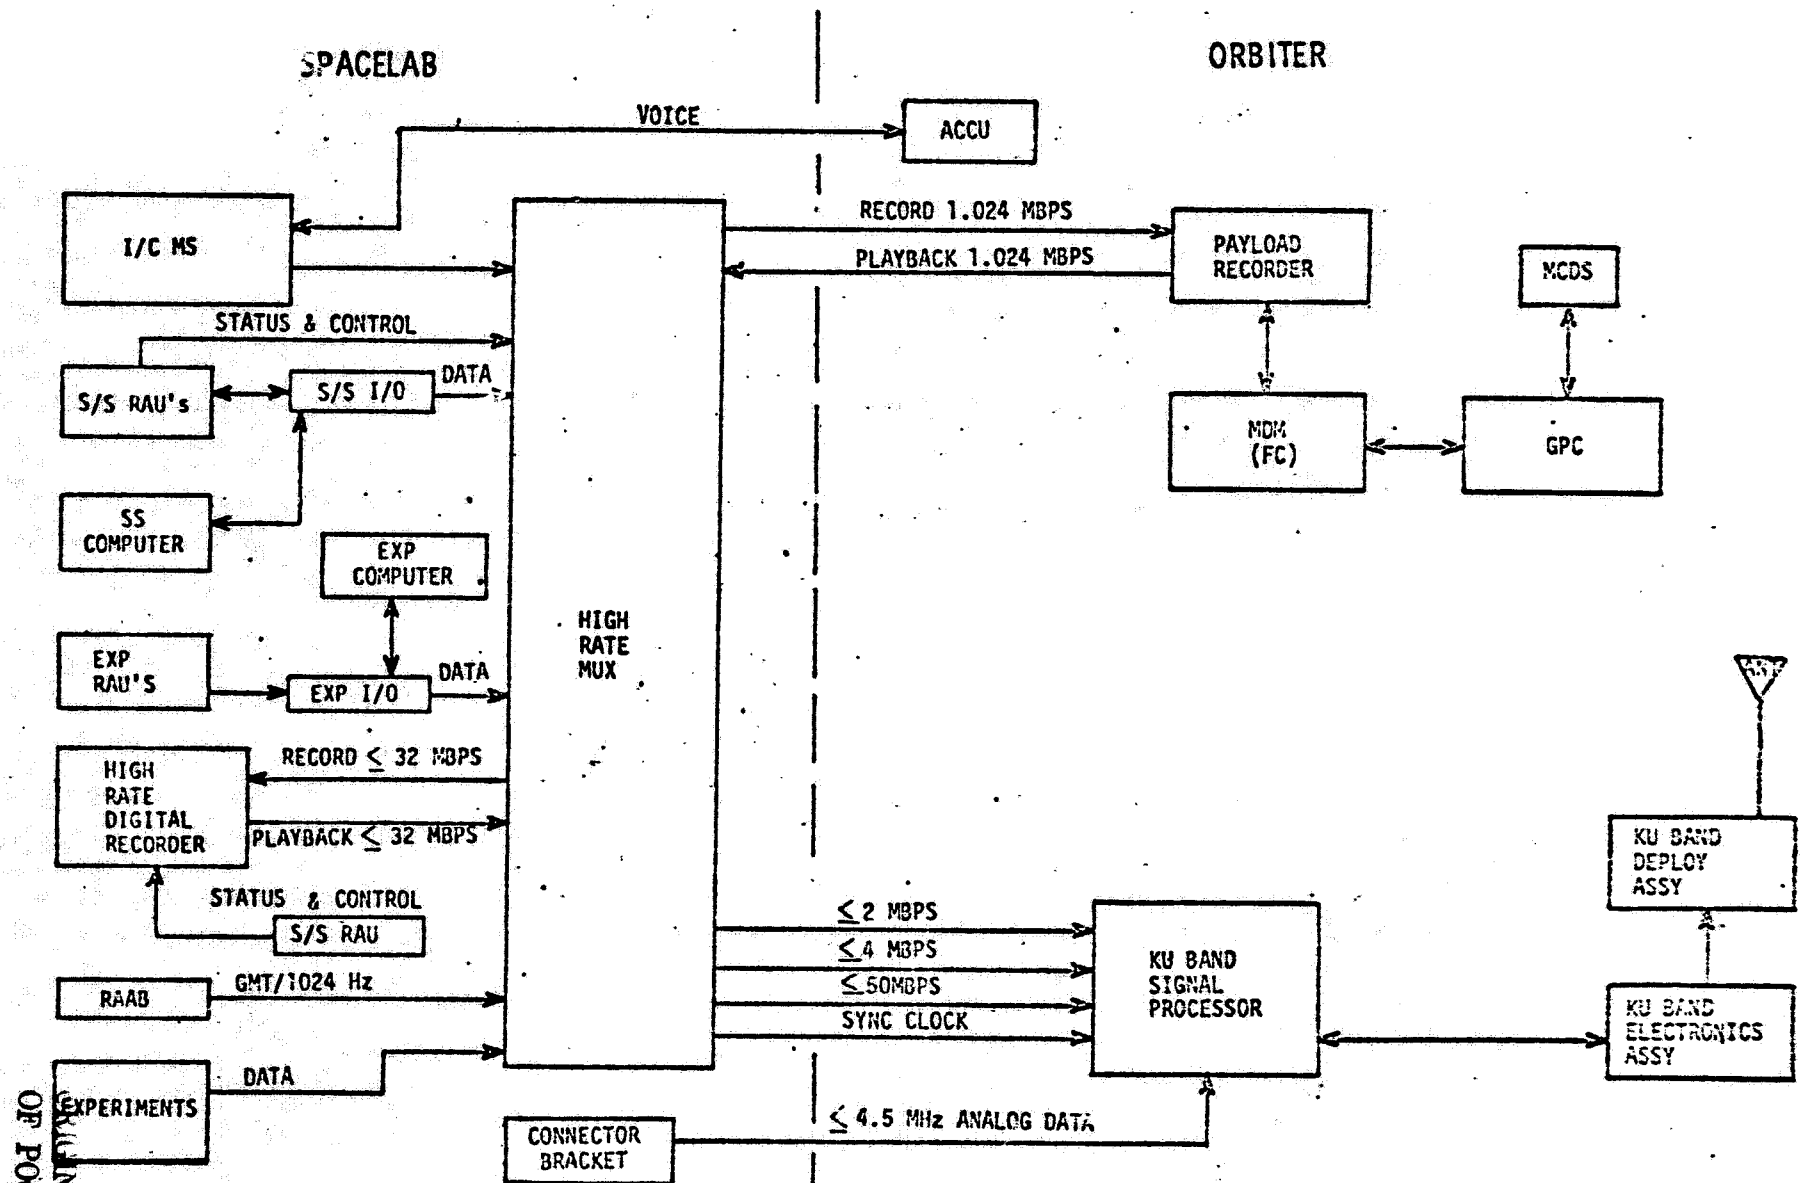 SPACELAB
ORBITER
VOICE
ACCU
I/C MS
RECORD 1.024 MBPS
PLAYBACK 1.024 MBPS
PAYLOAD
RECORDER
MCDS
STATUS & CONTROL
S/S RAU's
S/S I/O
DATA
MDM
(FC)
GPC
SS
COMPUTER
EXP
COMPUTER
HIGH
RATE
MUX
EXP
RAU'S
EXP I/O
DATA
RECORD ≤ 32 MBPS
HIGH
RATE
DIGITAL
RECORDER
PLAYBACK ≤ 32 MBPS
KU BAND
DEPLOY
ASSY
STATUS & CONTROL
S/S RAU
≤2 MBPS
≤4 MBPS
≤50MBPS
SYNC CLOCK
KU BAND
SIGNAL
PROCESSOR
RAAB
GMT/1024 Hz
KU BAND
ELECTRONICS
ASSY
EXPERIMENTS
DATA
CONNECTOR
BRACKET
≤ 4.5 MHz ANALOG DATA
OF